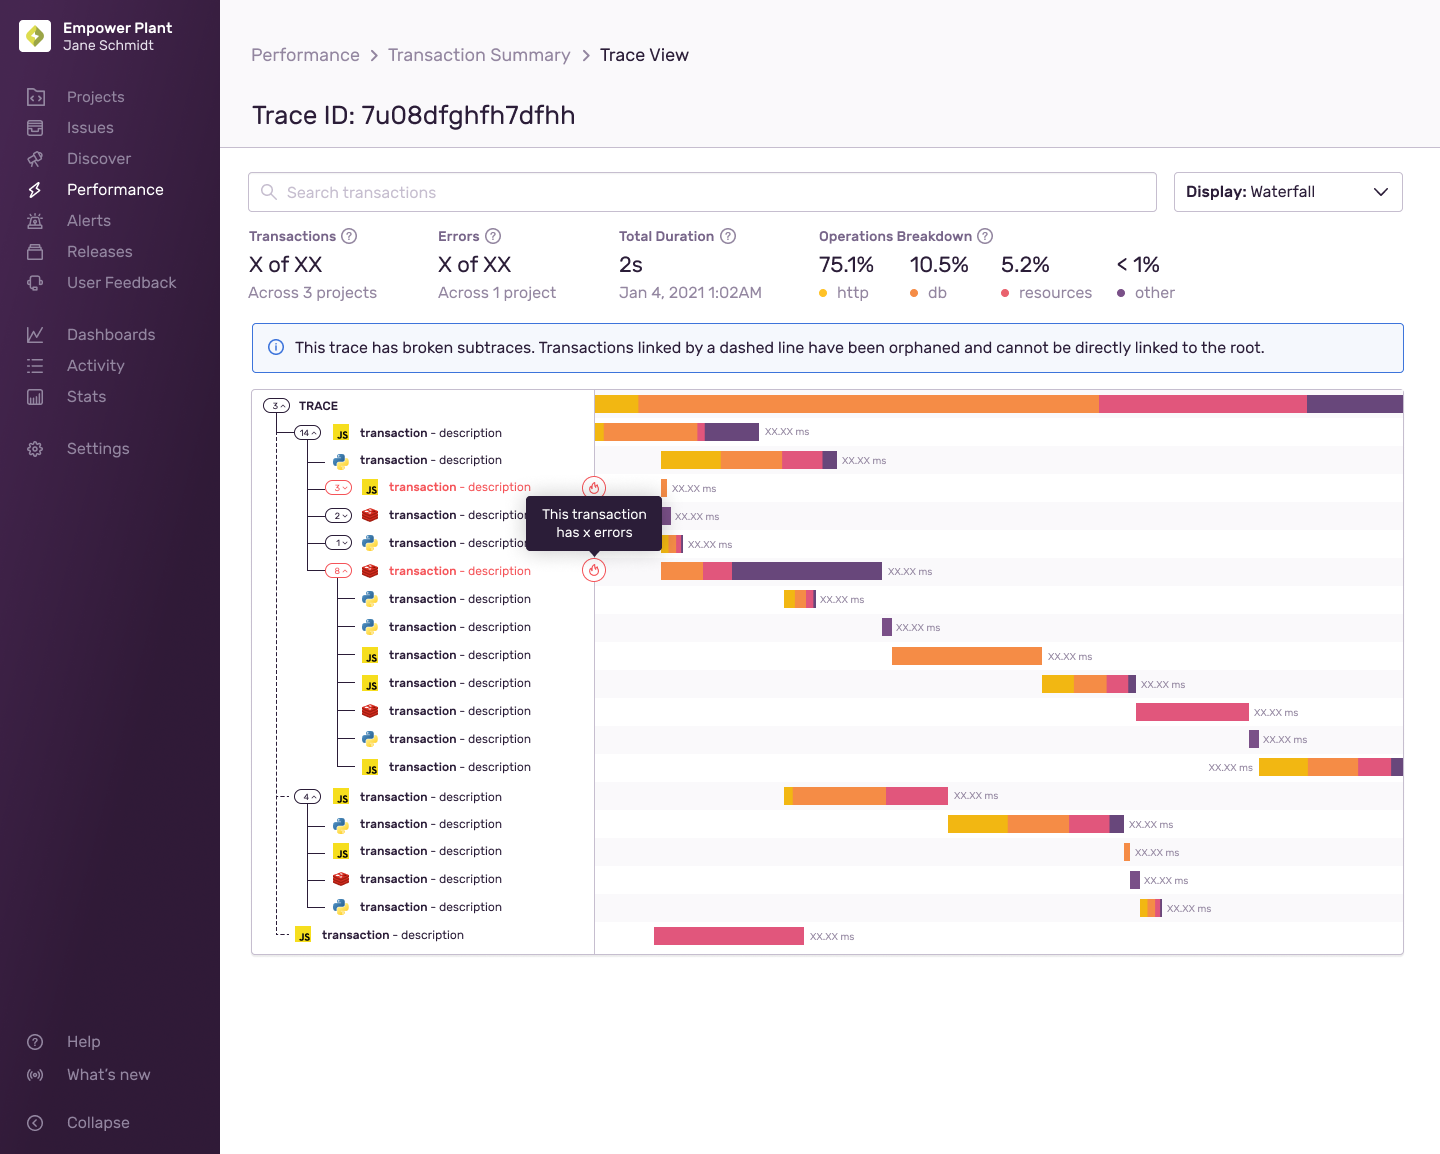 Empower Plant
Jane Schmidt
Projects
Issues
Discover
Performance
Alerts
Releases
User Feedback
Dashboards
Activity
Stats
Settings
Help
What's new
Collapse
Performance > Transaction Summary > Trace View
Trace ID: 7u08dfghfh7dfhh
Search transactions
Display: Waterfall
Transactions ?
X of XX
Across 3 projects
Errors ?
X of XX
Across 1 project
Total Duration ?
2s
Jan 4, 2021 1:02AM
Operations Breakdown ?
75.1% 10.5% 5.2% < 1%
http db resources other
This trace has broken subtraces. Transactions linked by a dashed line have been orphaned and cannot be directly linked to the root.
3 TRACE
14 JS transaction - description XX.XX ms
transaction - description XX.XX ms
3 JS transaction - description XX.XX ms
2 transaction - description XX.XX ms
This transaction
has x errors
1 transaction - description XX.XX ms
8 transaction - description XX.XX ms
transaction - description XX.XX ms
transaction - description XX.XX ms
JS transaction - description XX.XX ms
JS transaction - description XX.XX ms
transaction - description XX.XX ms
transaction - description XX.XX ms
JS transaction - description XX.XX ms
4 JS transaction - description XX.XX ms
transaction - description XX.XX ms
JS transaction - description XX.XX ms
transaction - description XX.XX ms
transaction - description XX.XX ms
JS transaction - description XX.XX ms